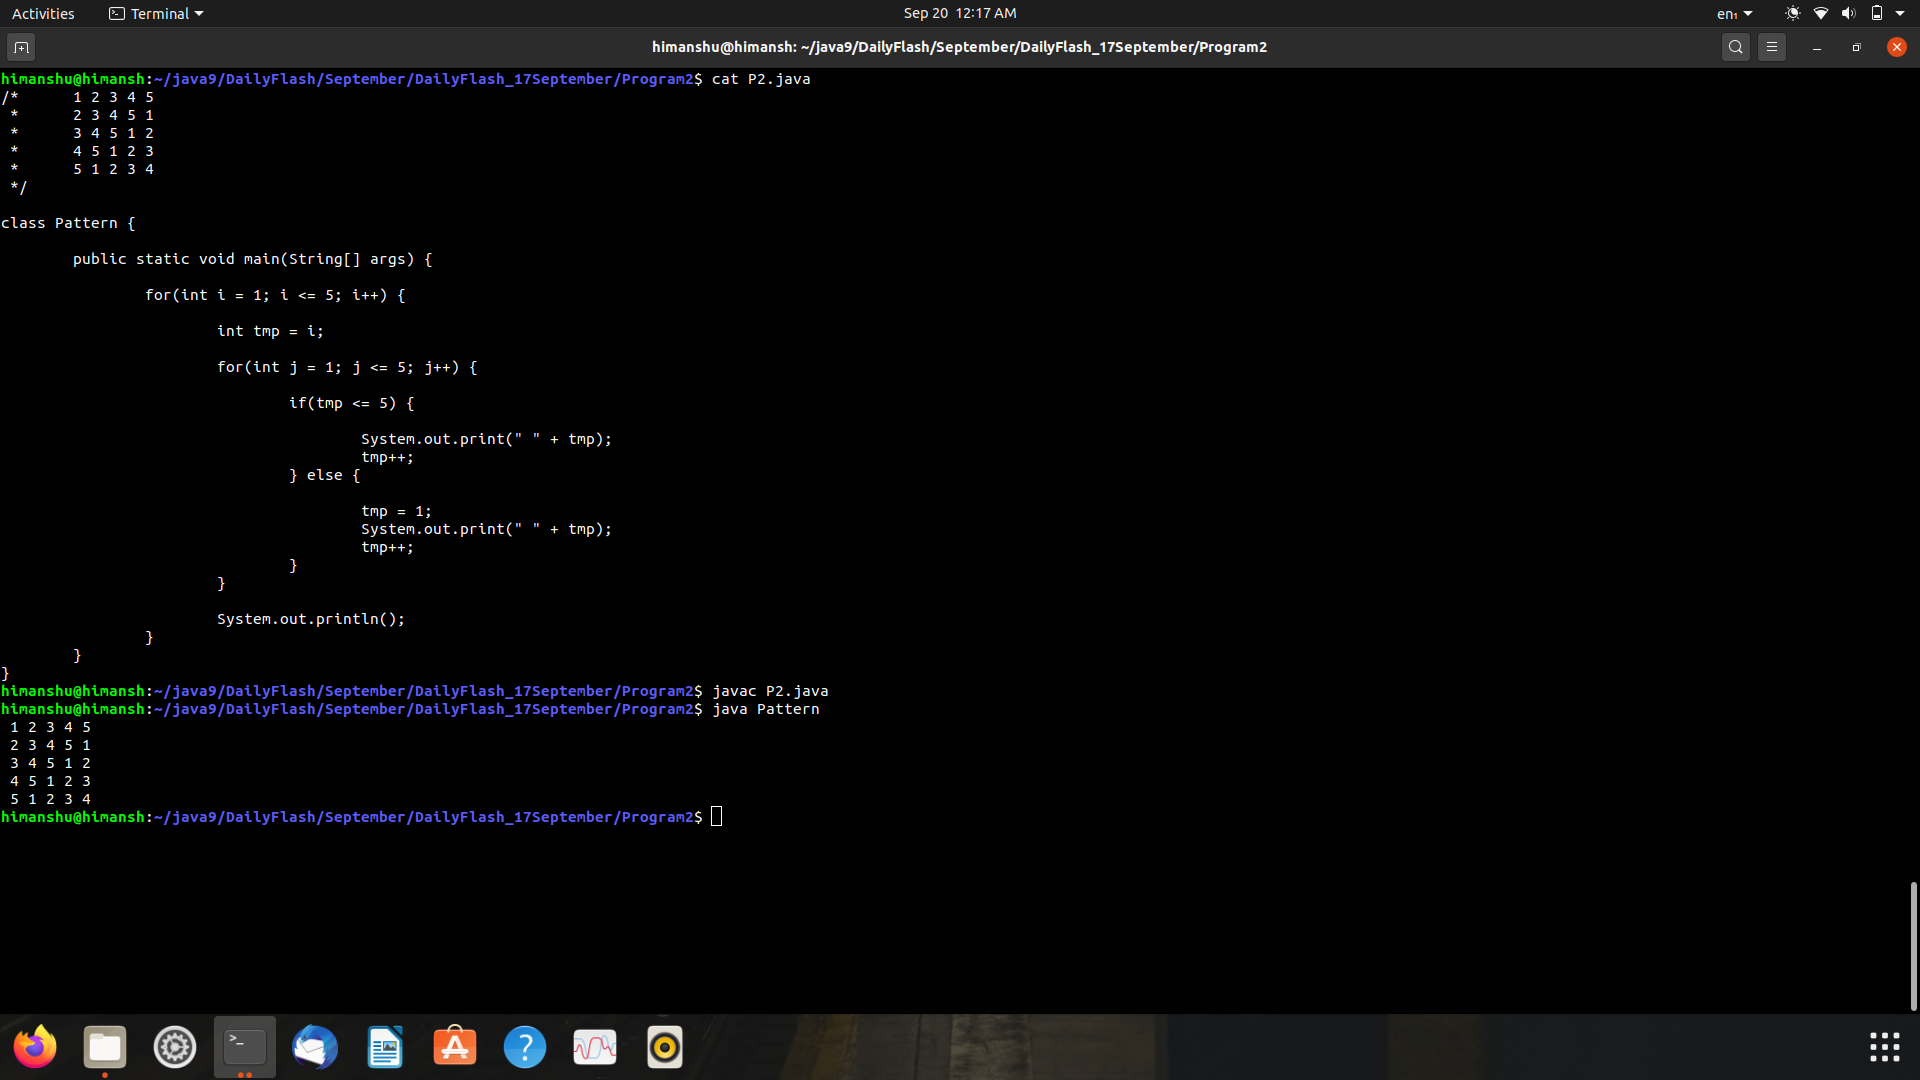 Activities Terminal Sep 20 12:17 AM en₁
himanshu@himansh: ~/java9/DailyFlash/September/DailyFlash_17September/Program2
himanshu@himansh:~/java9/DailyFlash/September/DailyFlash_17September/Program2$ cat P2.java
/*      1 2 3 4 5
 *      2 3 4 5 1
 *      3 4 5 1 2
 *      4 5 1 2 3
 *      5 1 2 3 4
 */
class Pattern {
        public static void main(String[] args) {
                for(int i = 1; i <= 5; i++) {
                        int tmp = i;
                        for(int j = 1; j <= 5; j++) {
                                if(tmp <= 5) {
                                        System.out.print(" " + tmp);
                                        tmp++;
                                } else {
                                        tmp = 1;
                                        System.out.print(" " + tmp);
                                        tmp++;
                                }
                        }
                        System.out.println();
                }
        }
}
himanshu@himansh:~/java9/DailyFlash/September/DailyFlash_17September/Program2$ javac P2.java
himanshu@himansh:~/java9/DailyFlash/September/DailyFlash_17September/Program2$ java Pattern
 1 2 3 4 5
 2 3 4 5 1
 3 4 5 1 2
 4 5 1 2 3
 5 1 2 3 4
himanshu@himansh:~/java9/DailyFlash/September/DailyFlash_17September/Program2$